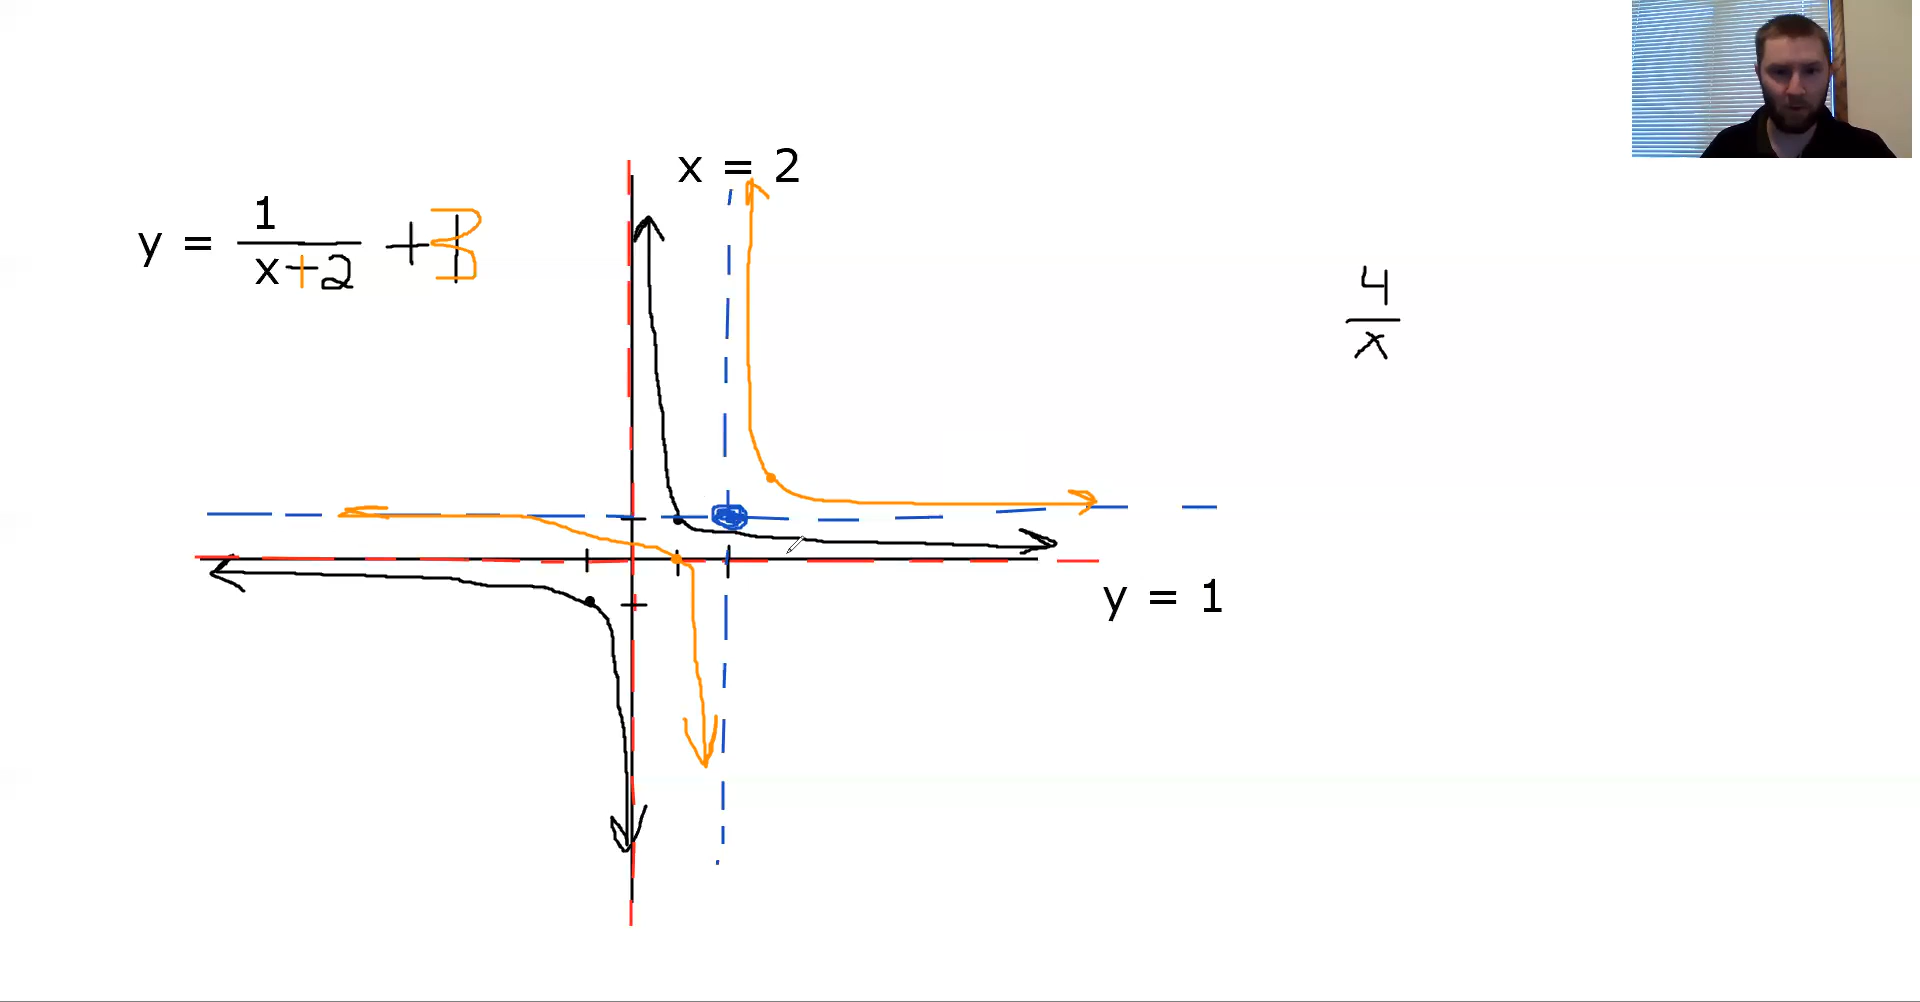 x = 2
y = 1/(x+2) + 3
4/x
y = 1